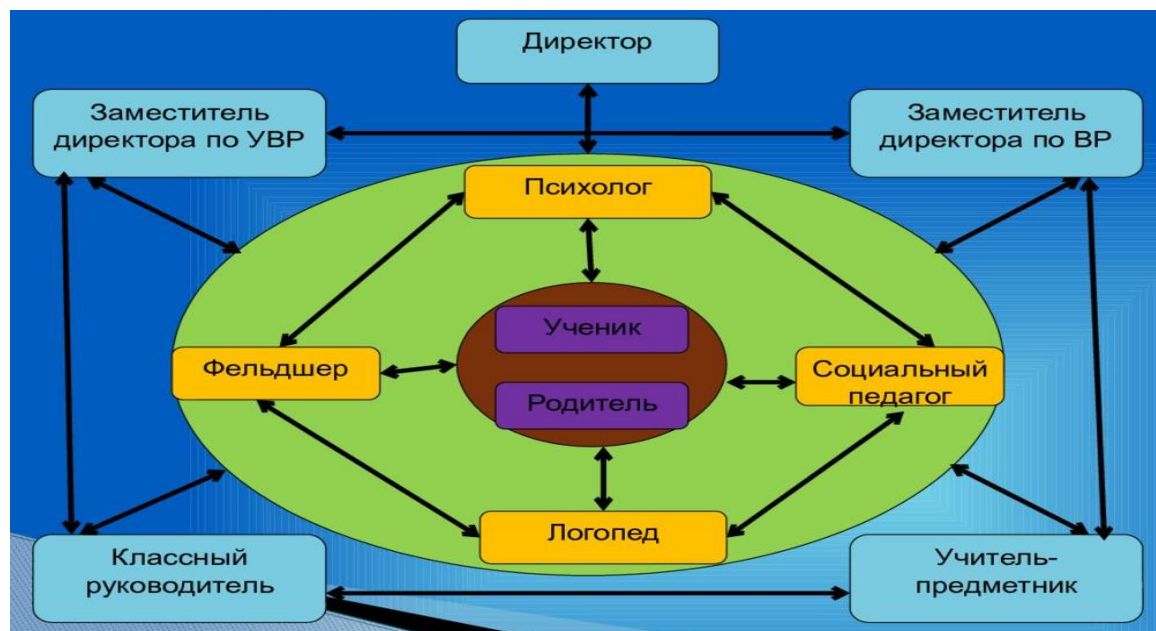 Директор
Заместитель
директора по УВР
Заместитель
директора по ВР
Психолог
Ученик
Фельдшер
Социальный
педагог
Родитель
Логопед
Классный
руководитель
Учитель-
предметник